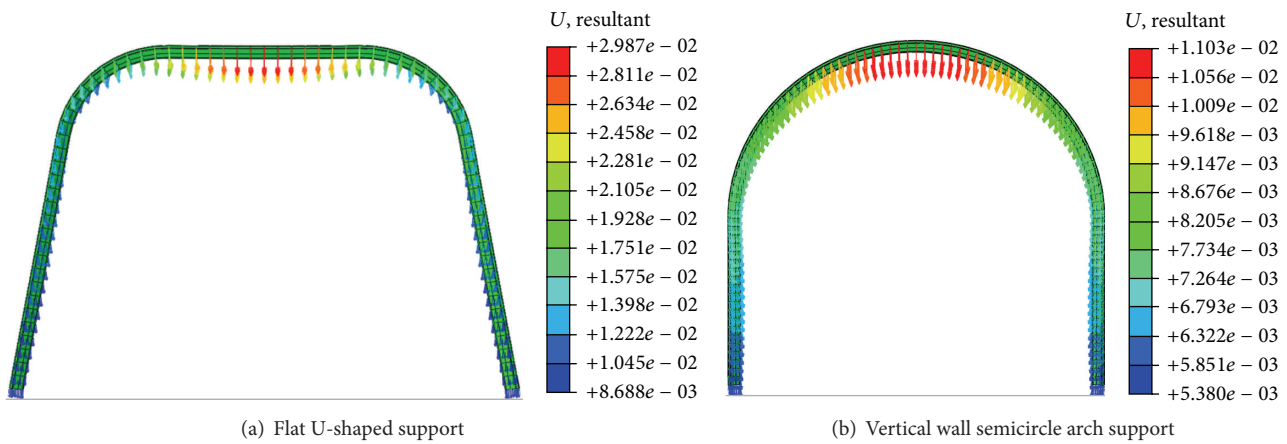 U, resultant
+2.987e − 02
+2.811e − 02
+2.634e − 02
+2.458e − 02
+2.281e − 02
+2.105e − 02
+1.928e − 02
+1.751e − 02
+1.575e − 02
+1.398e − 02
+1.222e − 02
+1.045e − 02
+8.688e − 03
(a) Flat U-shaped support
U, resultant
+1.103e − 02
+1.056e − 02
+1.009e − 02
+9.618e − 03
+9.147e − 03
+8.676e − 03
+8.205e − 03
+7.734e − 03
+7.264e − 03
+6.793e − 03
+6.322e − 03
+5.851e − 03
+5.380e − 03
(b) Vertical wall semicircle arch support